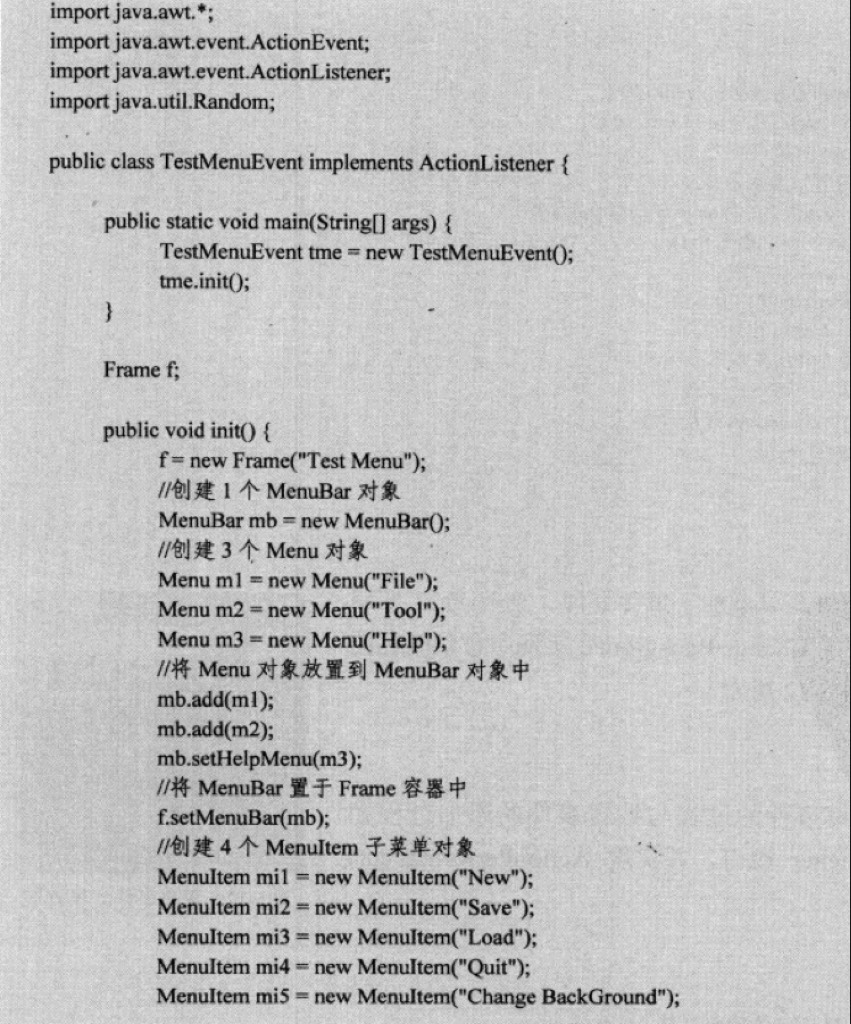 import java.awt.*;
import java.awt.event.ActionEvent;
import java.awt.event.ActionListener;
import java.util.Random;
public class TestMenuEvent implements ActionListener {
public static void main(String[] args) {
TestMenuEvent tme = new TestMenuEvent();
tme.init();
}
Frame f;
public void init() {
f = new Frame("Test Menu");
//创建 1 个 MenuBar 对象
MenuBar mb = new MenuBar();
//创建 3 个 Menu 对象
Menu m1 = new Menu("File");
Menu m2 = new Menu("Tool");
Menu m3 = new Menu("Help");
//将 Menu 对象放置到 MenuBar 对象中
mb.add(m1);
mb.add(m2);
mb.setHelpMenu(m3);
//将 MenuBar 置于 Frame 容器中
f.setMenuBar(mb);
//创建 4 个 MenuItem 子菜单对象
MenuItem mi1 = new MenuItem("New");
MenuItem mi2 = new MenuItem("Save");
MenuItem mi3 = new MenuItem("Load");
MenuItem mi4 = new MenuItem("Quit");
MenuItem mi5 = new MenuItem("Change BackGround");